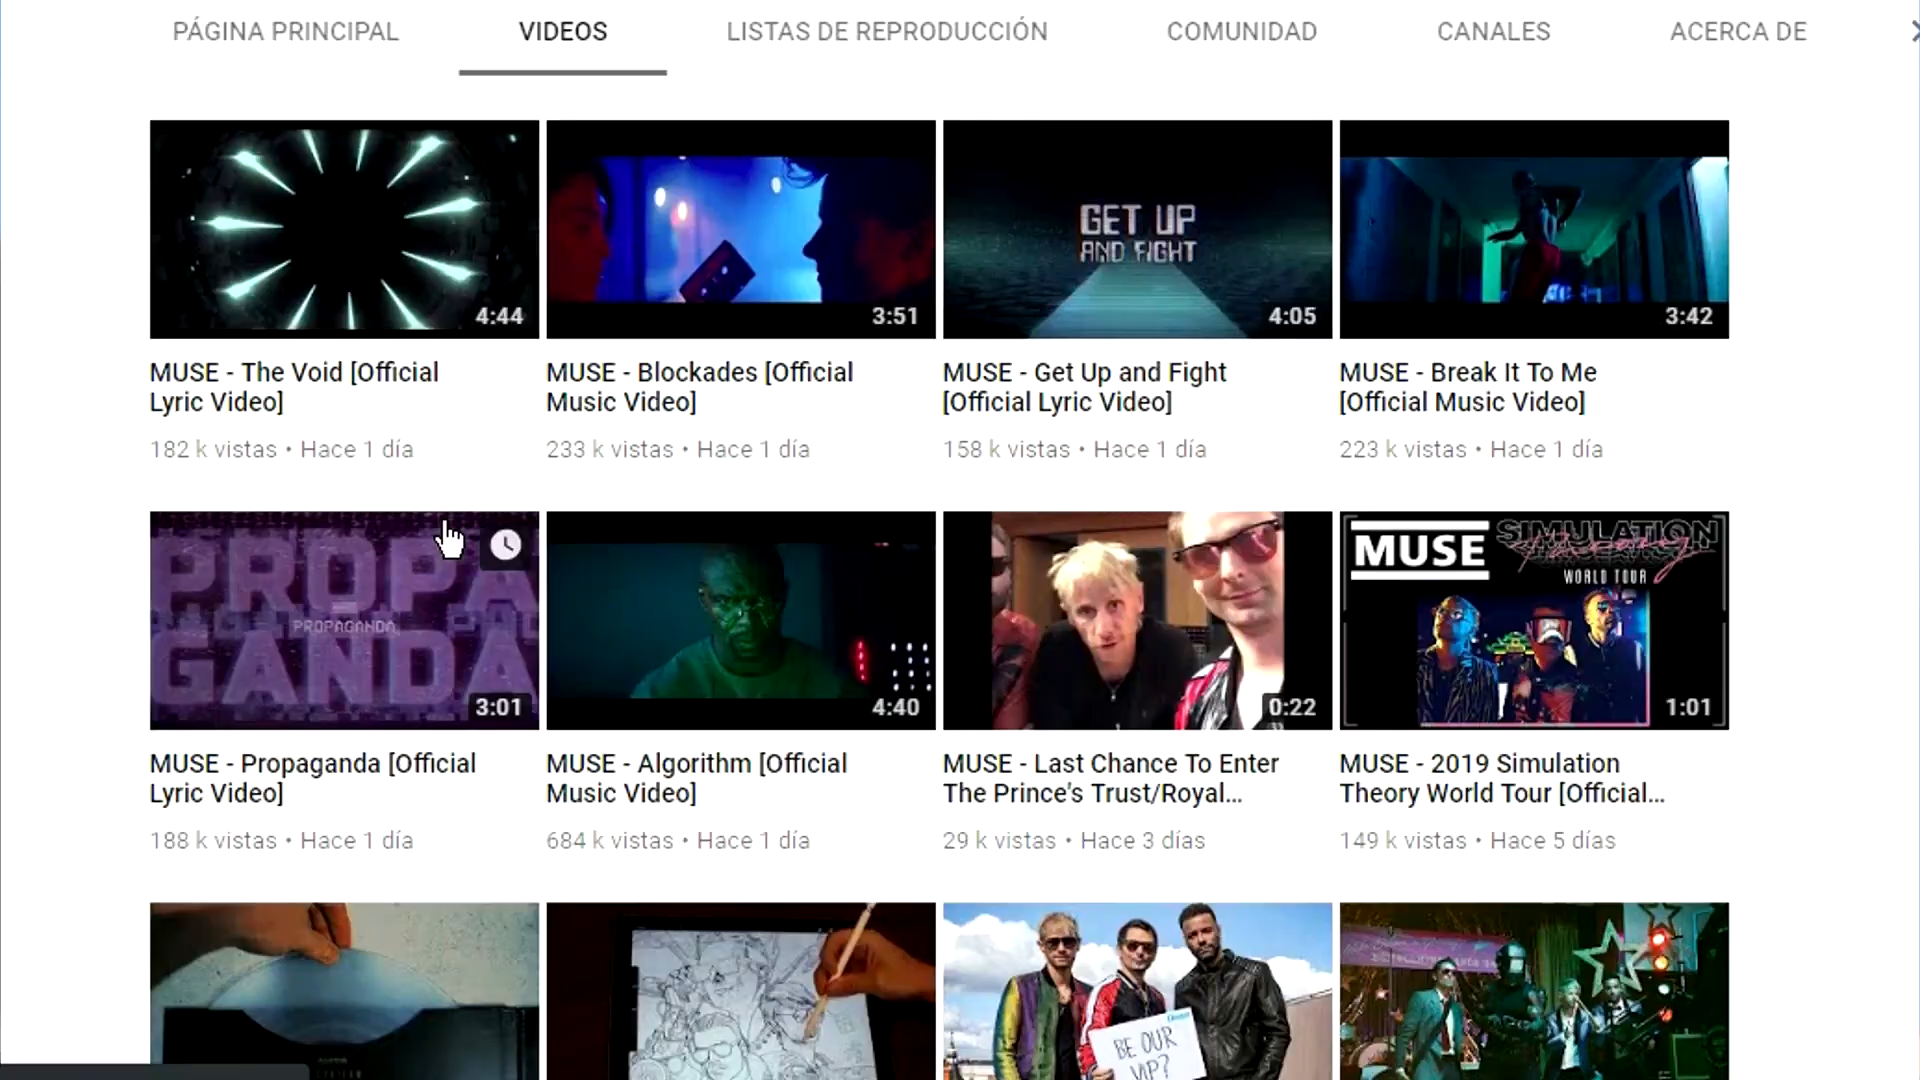 PÁGINA PRINCIPAL VIDEOS LISTAS DE REPRODUCCIÓN COMUNIDAD CANALES ACERCA DE
4:44
3:51
GET UP
AND FIGHT
4:05
3:42
MUSE - The Void [Official
Lyric Video]
182 k vistas • Hace 1 día
MUSE - Blockades [Official
Music Video]
233 k vistas • Hace 1 día
MUSE - Get Up and Fight
[Official Lyric Video]
158 k vistas • Hace 1 día
MUSE - Break It To Me
[Official Music Video]
223 k vistas • Hace 1 día
PROPA
PROPAGANDA
GANDA
3:01
4:40
0:22
MUSE
SIMULATION
Theory
WORLD TOUR
1:01
MUSE - Propaganda [Official
Lyric Video]
188 k vistas • Hace 1 día
MUSE - Algorithm [Official
Music Video]
684 k vistas • Hace 1 día
MUSE - Last Chance To Enter
The Prince's Trust/Royal...
29 k vistas • Hace 3 días
MUSE - 2019 Simulation
Theory World Tour [Official...
149 k vistas • Hace 5 días
BE OUR
VIP?